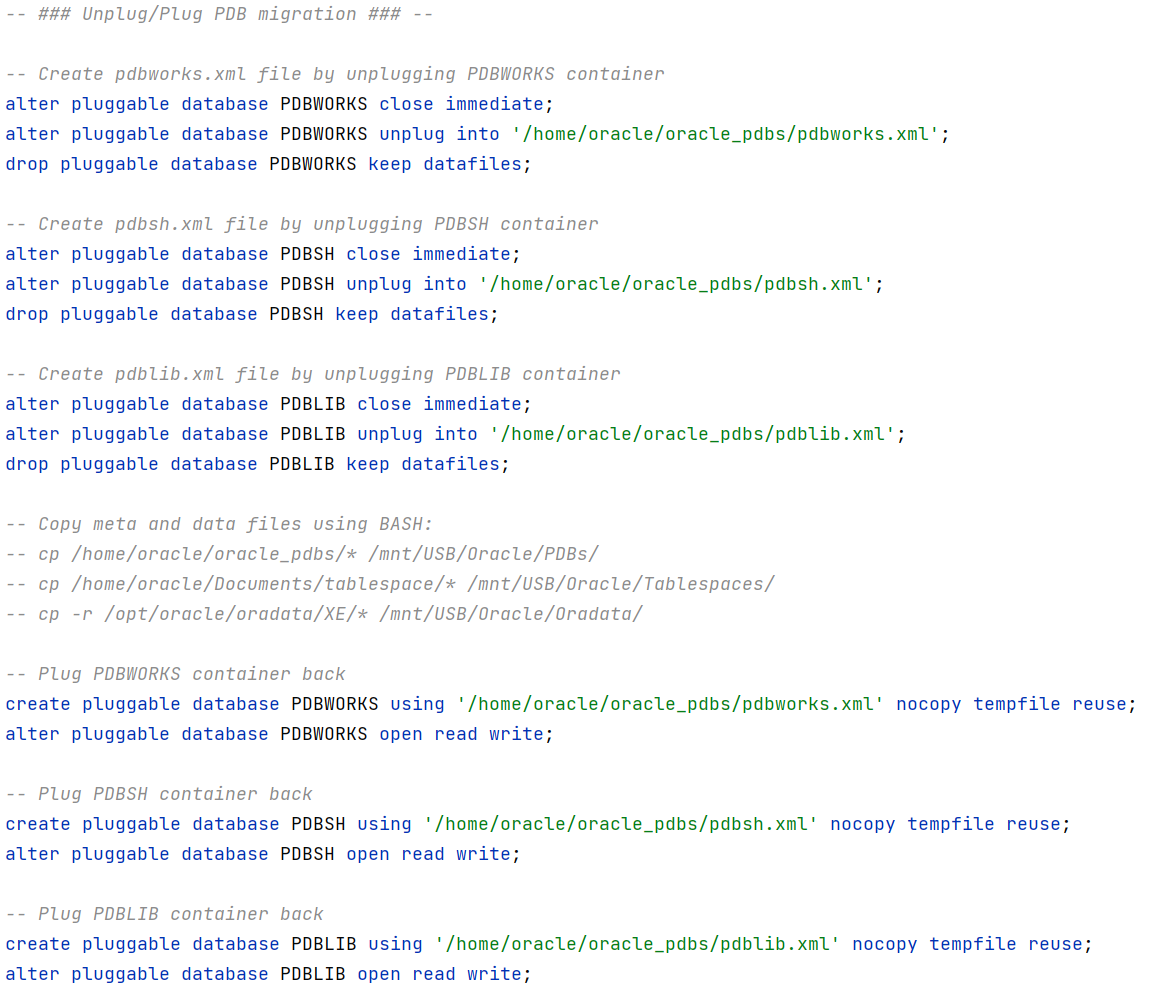 -- ### Unplug/Plug PDB migration ### --
-- Create pdbworks.xml file by unplugging PDBWORKS container
alter pluggable database PDBWORKS close immediate;
alter pluggable database PDBWORKS unplug into '/home/oracle/oracle_pdbs/pdbworks.xml';
drop pluggable database PDBWORKS keep datafiles;
-- Create pdbsh.xml file by unplugging PDBSH container
alter pluggable database PDBSH close immediate;
alter pluggable database PDBSH unplug into '/home/oracle/oracle_pdbs/pdbsh.xml';
drop pluggable database PDBSH keep datafiles;
-- Create pdblib.xml file by unplugging PDBLIB container
alter pluggable database PDBLIB close immediate;
alter pluggable database PDBLIB unplug into '/home/oracle/oracle_pdbs/pdblib.xml';
drop pluggable database PDBLIB keep datafiles;
-- Copy meta and data files using BASH:
-- cp /home/oracle/oracle_pdbs/* /mnt/USB/Oracle/PDBs/
-- cp /home/oracle/Documents/tablespace/* /mnt/USB/Oracle/Tablespaces/
-- cp -r /opt/oracle/oradata/XE/* /mnt/USB/Oracle/Oradata/
-- Plug PDBWORKS container back
create pluggable database PDBWORKS using '/home/oracle/oracle_pdbs/pdbworks.xml' nocopy tempfile reuse;
alter pluggable database PDBWORKS open read write;
-- Plug PDBSH container back
create pluggable database PDBSH using '/home/oracle/oracle_pdbs/pdbsh.xml' nocopy tempfile reuse;
alter pluggable database PDBSH open read write;
-- Plug PDBLIB container back
create pluggable database PDBLIB using '/home/oracle/oracle_pdbs/pdblib.xml' nocopy tempfile reuse;
alter pluggable database PDBLIB open read write;